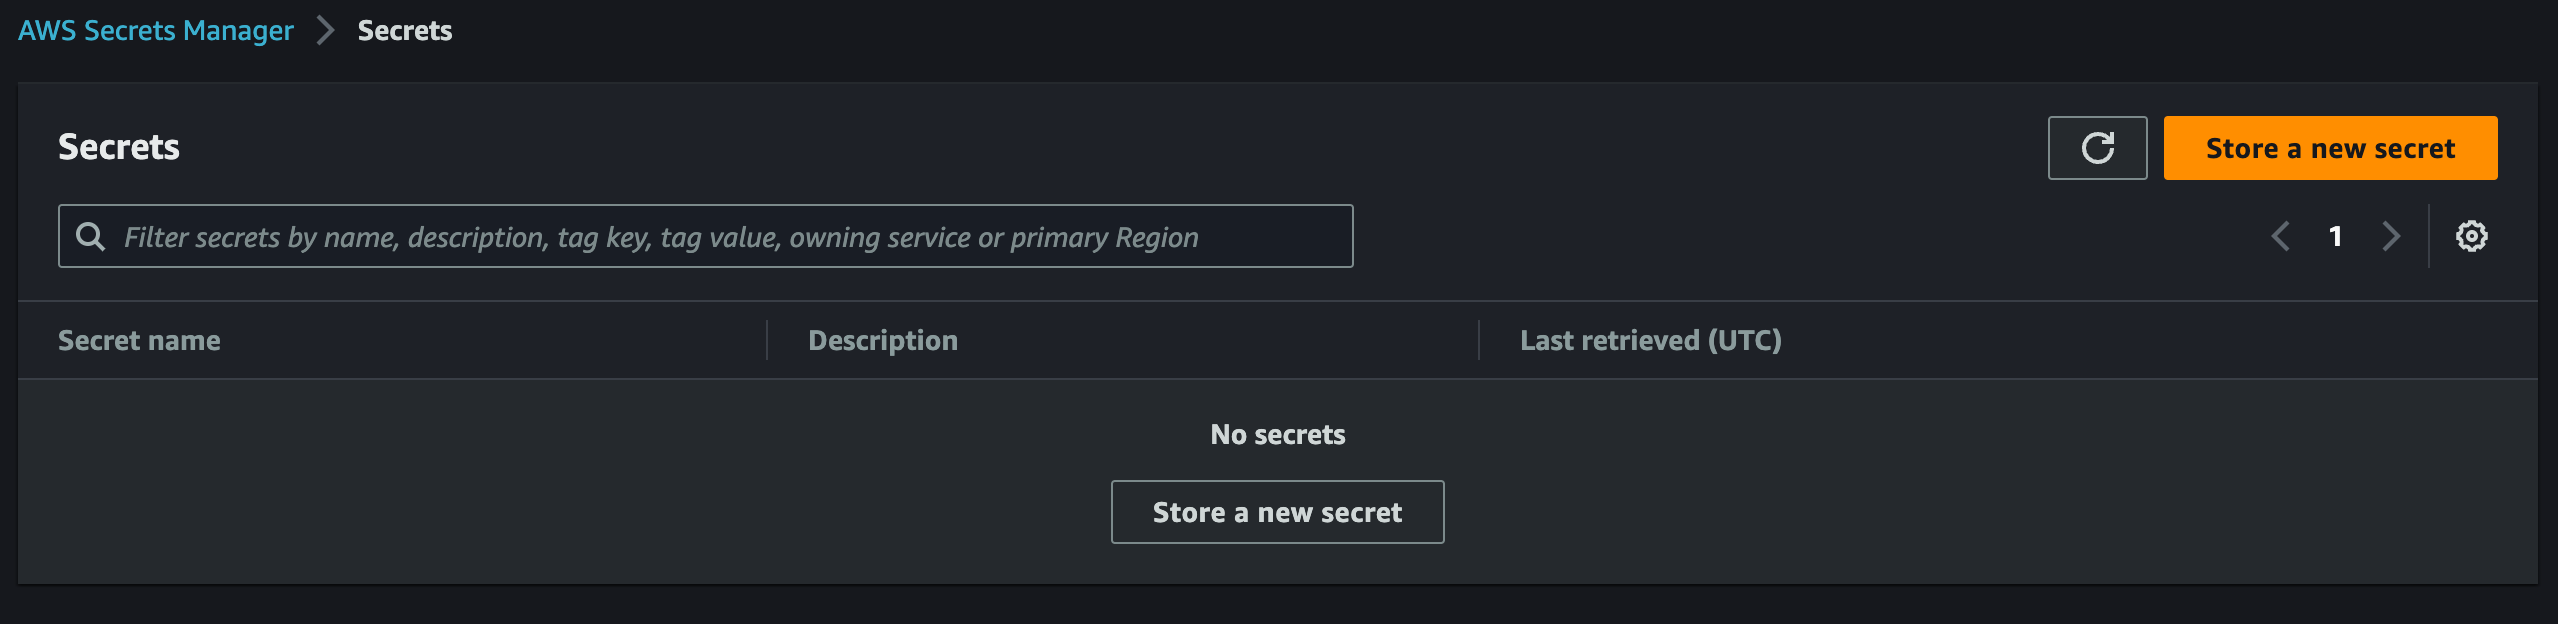 AWS Secrets Manager > Secrets
Secrets
Store a new secret
Filter secrets by name, description, tag key, tag value, owning service or primary Region
1
Secret name
Description
Last retrieved (UTC)
No secrets
Store a new secret